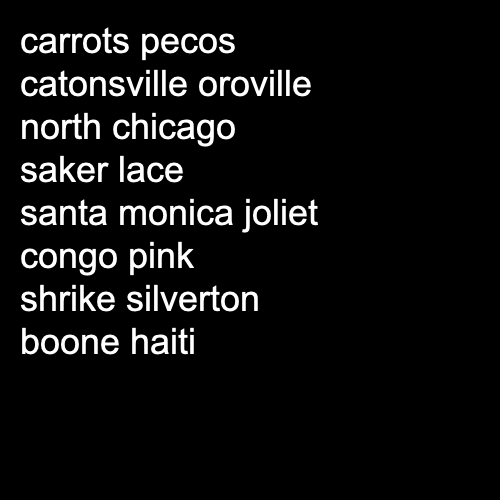 carrots pecos
catonsville oroville
north chicago
saker lace
santa monica joliet
congo pink
shrike silverton
boone haiti